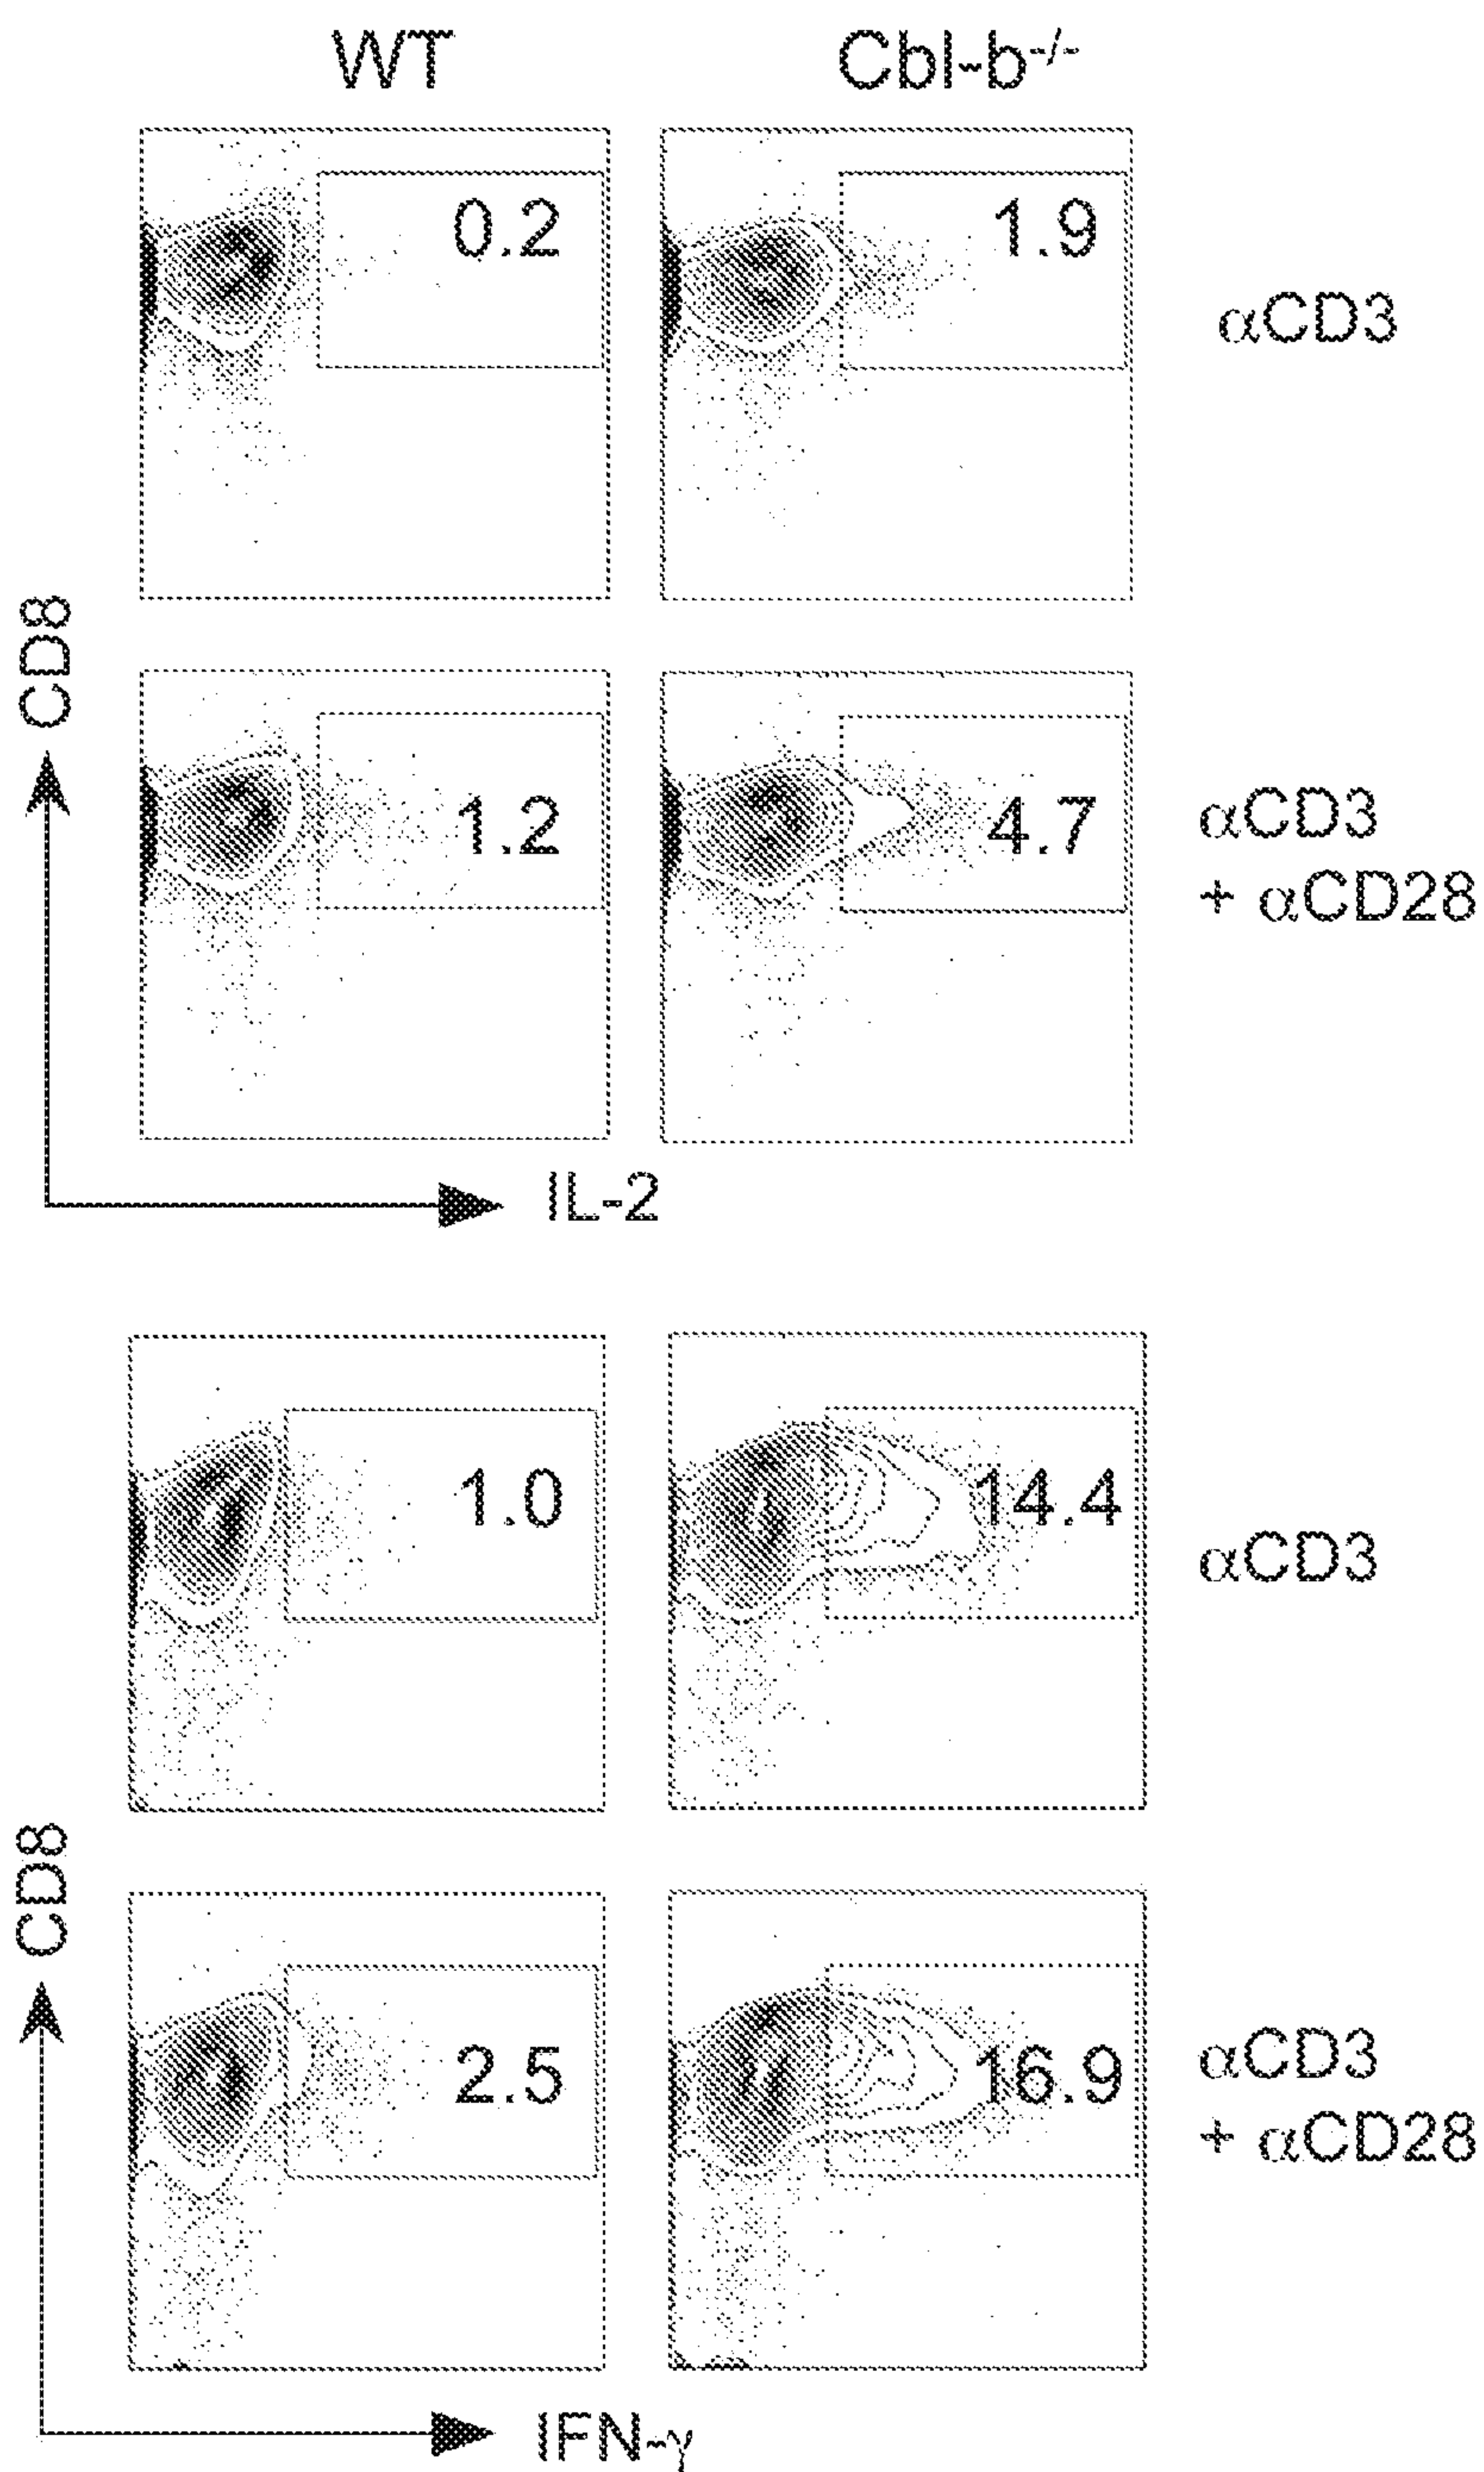 WT
Cbl-b-/-
0.2
1.9
αCD3
CD8
1.2
4.7
αCD3
+ αCD28
IL-2
1.0
14.4
αCD3
CD8
2.5
16.9
αCD3
+ αCD28
IFN-γ